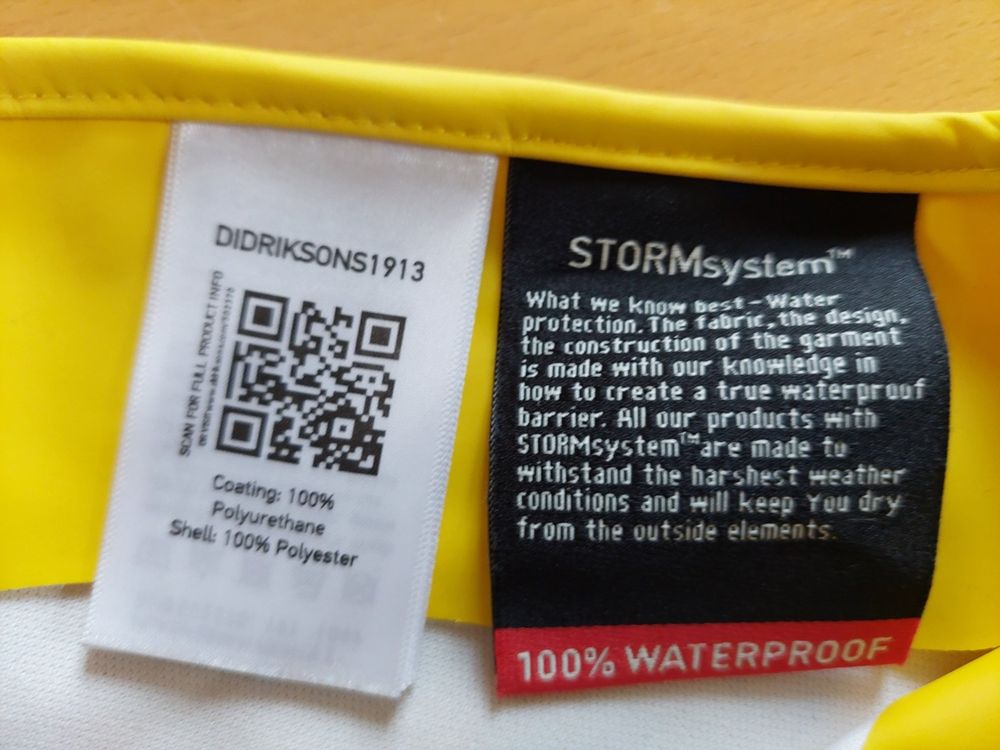 DIDRIKSONS1913
SCAN FOR FULL PRODUCT INFO
Coating: 100%
Polyurethane
Shell: 100% Polyester
STORMsystem™
What we know best-Water
protection. The fabric, the design,
the construction of the garment
is made with our knowledge in
how to create a true waterproof
barrier. All our products with
STORMsystem™ are made to
withstand the harshest weather
conditions and will keep You dry
from the outside elements.
100% WATERPROOF